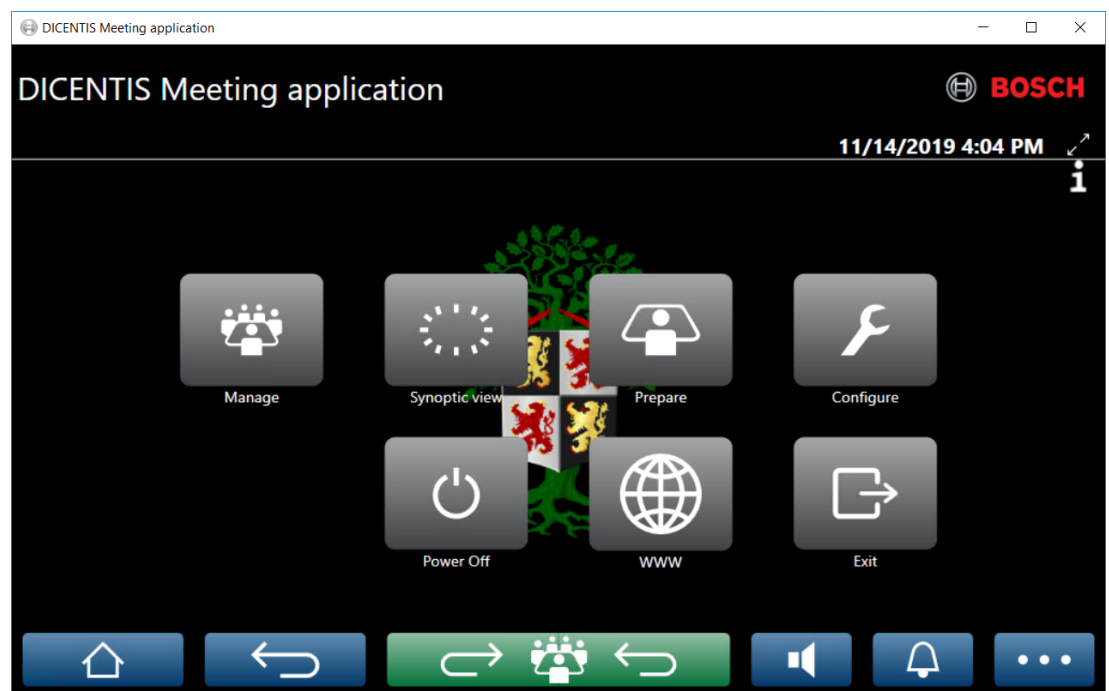 DICENTIS Meeting application
DICENTIS Meeting application
BOSCH
11/14/2019 4:04 PM
i
Manage
Synoptic view
Prepare
Configure
Power Off
WWW
Exit